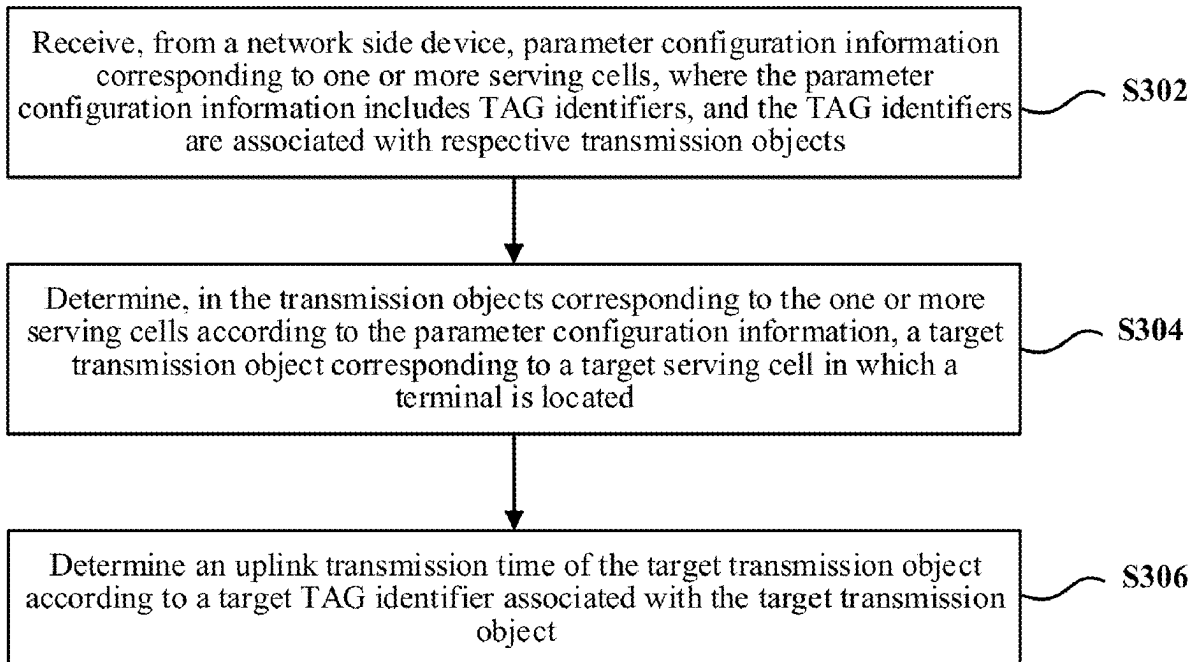 Receive, from a network side device, parameter configuration information
corresponding to one or more serving cells, where the parameter
configuration information includes TAG identifiers, and the TAG identifiers
are associated with respective transmission objects
S302
Determine, in the transmission objects corresponding to the one or more
serving cells according to the parameter configuration information, a target
transmission object corresponding to a target serving cell in which a
terminal is located
S304
Determine an uplink transmission time of the target transmission object
according to a target TAG identifier associated with the target transmission
object
S306